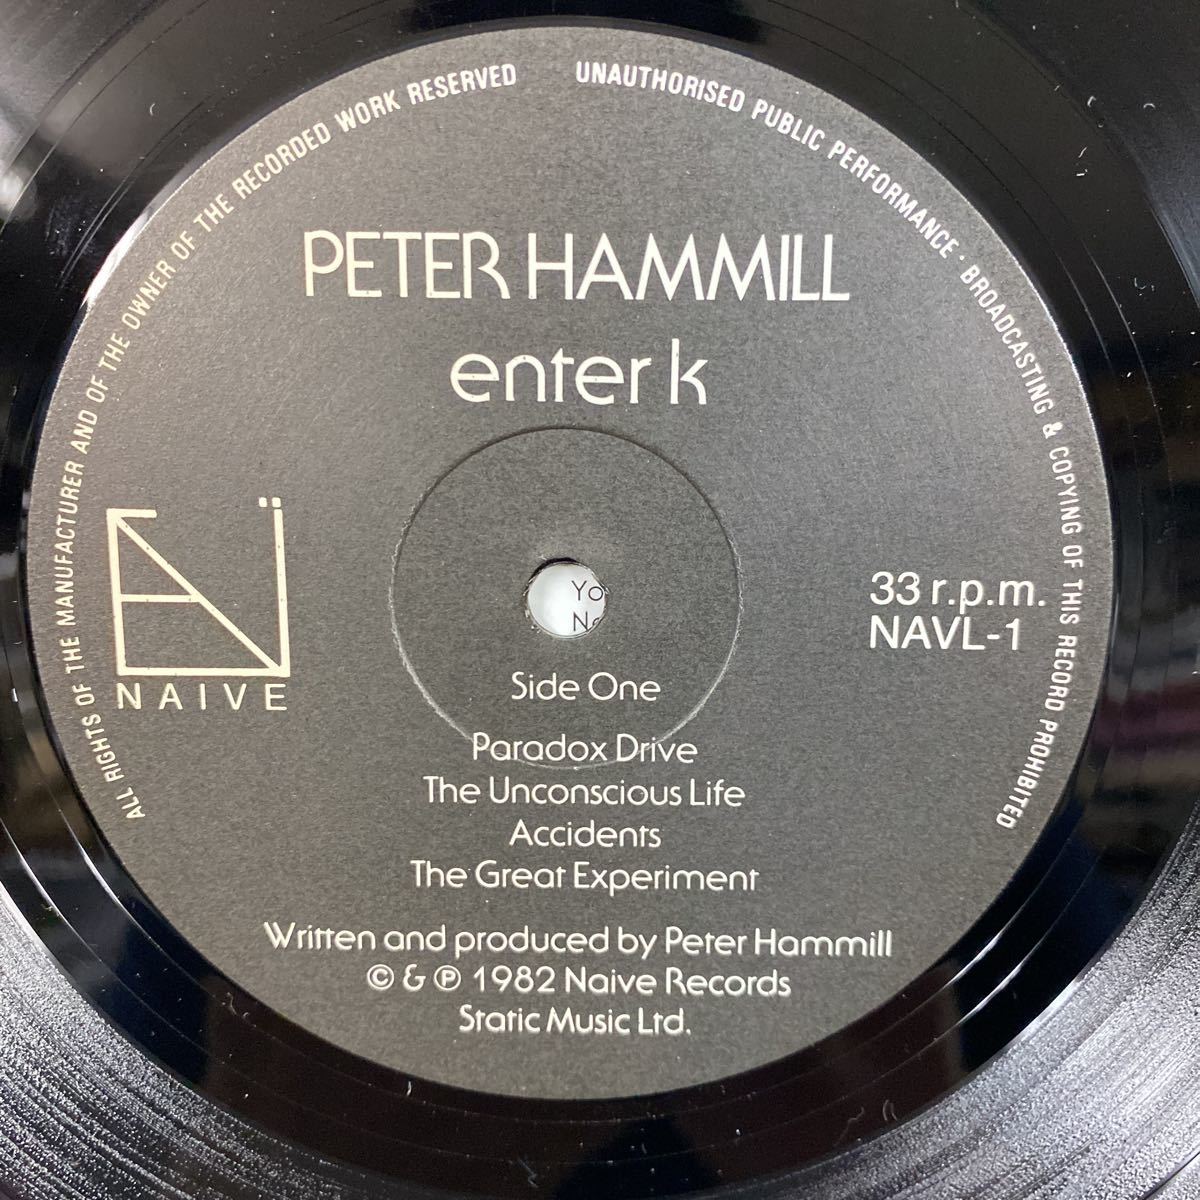 ALL RIGHTS OF THE MANUFACTURER AND OF THE OWNER OF THE RECORDED WORK RESERVED
UNAUTHORISED PUBLIC PERFORMANCE · BROADCASTING & COPYING OF THIS RECORD PROHIBITED
PETER HAMMILL
enter k
NAIVE
33 r.p.m.
NAVL-1
Side One
Paradox Drive
The Unconscious Life
Accidents
The Great Experiment
Written and produced by Peter Hammill
© & ℗ 1982 Naive Records
Static Music Ltd.